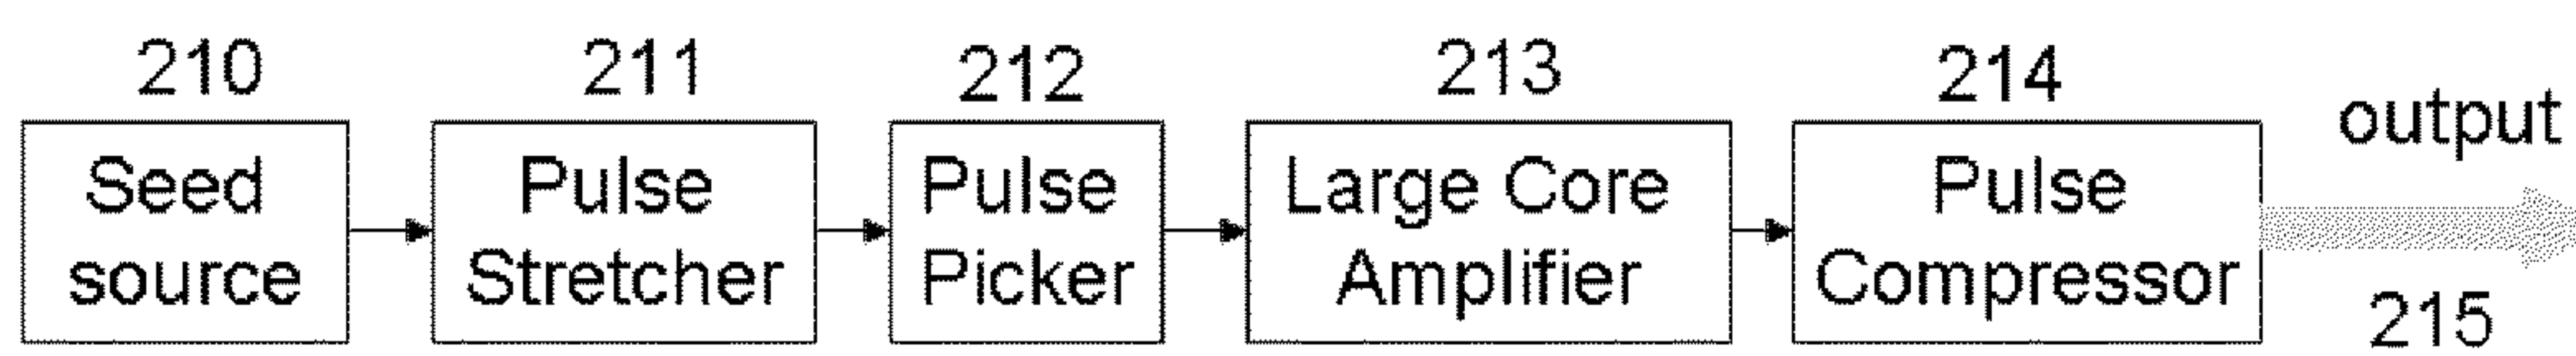 210
211
212
213
214
output
Seed
source
Pulse
Stretcher
Pulse
Picker
Large Core
Amplifier
Pulse
Compressor
215